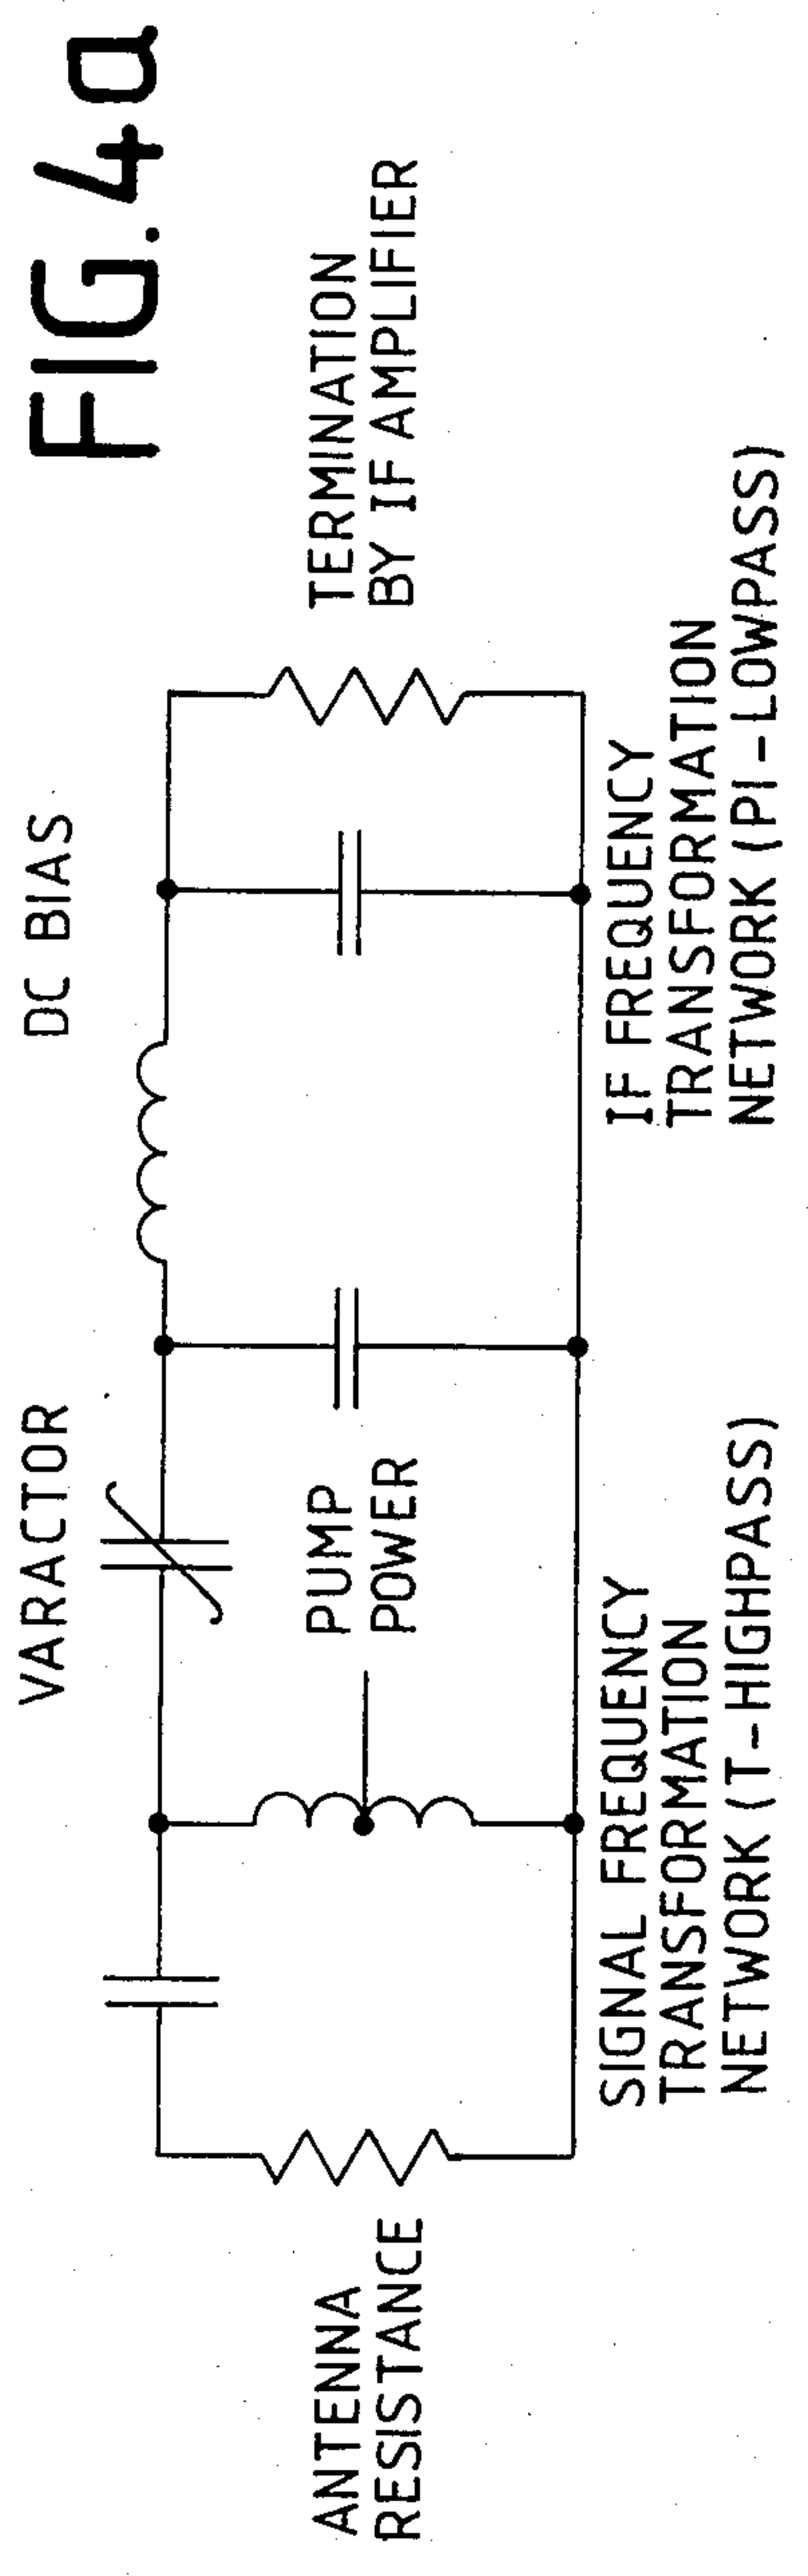 FIG. 4a
VARACTOR
DC BIAS
ANTENNA
RESISTANCE
PUMP
POWER
TERMINATION
BY IF AMPLIFIER
SIGNAL FREQUENCY
TRANSFORMATION
NETWORK (T-HIGHPASS)
IF FREQUENCY
TRANSFORMATION
NETWORK (PI-LOWPASS)